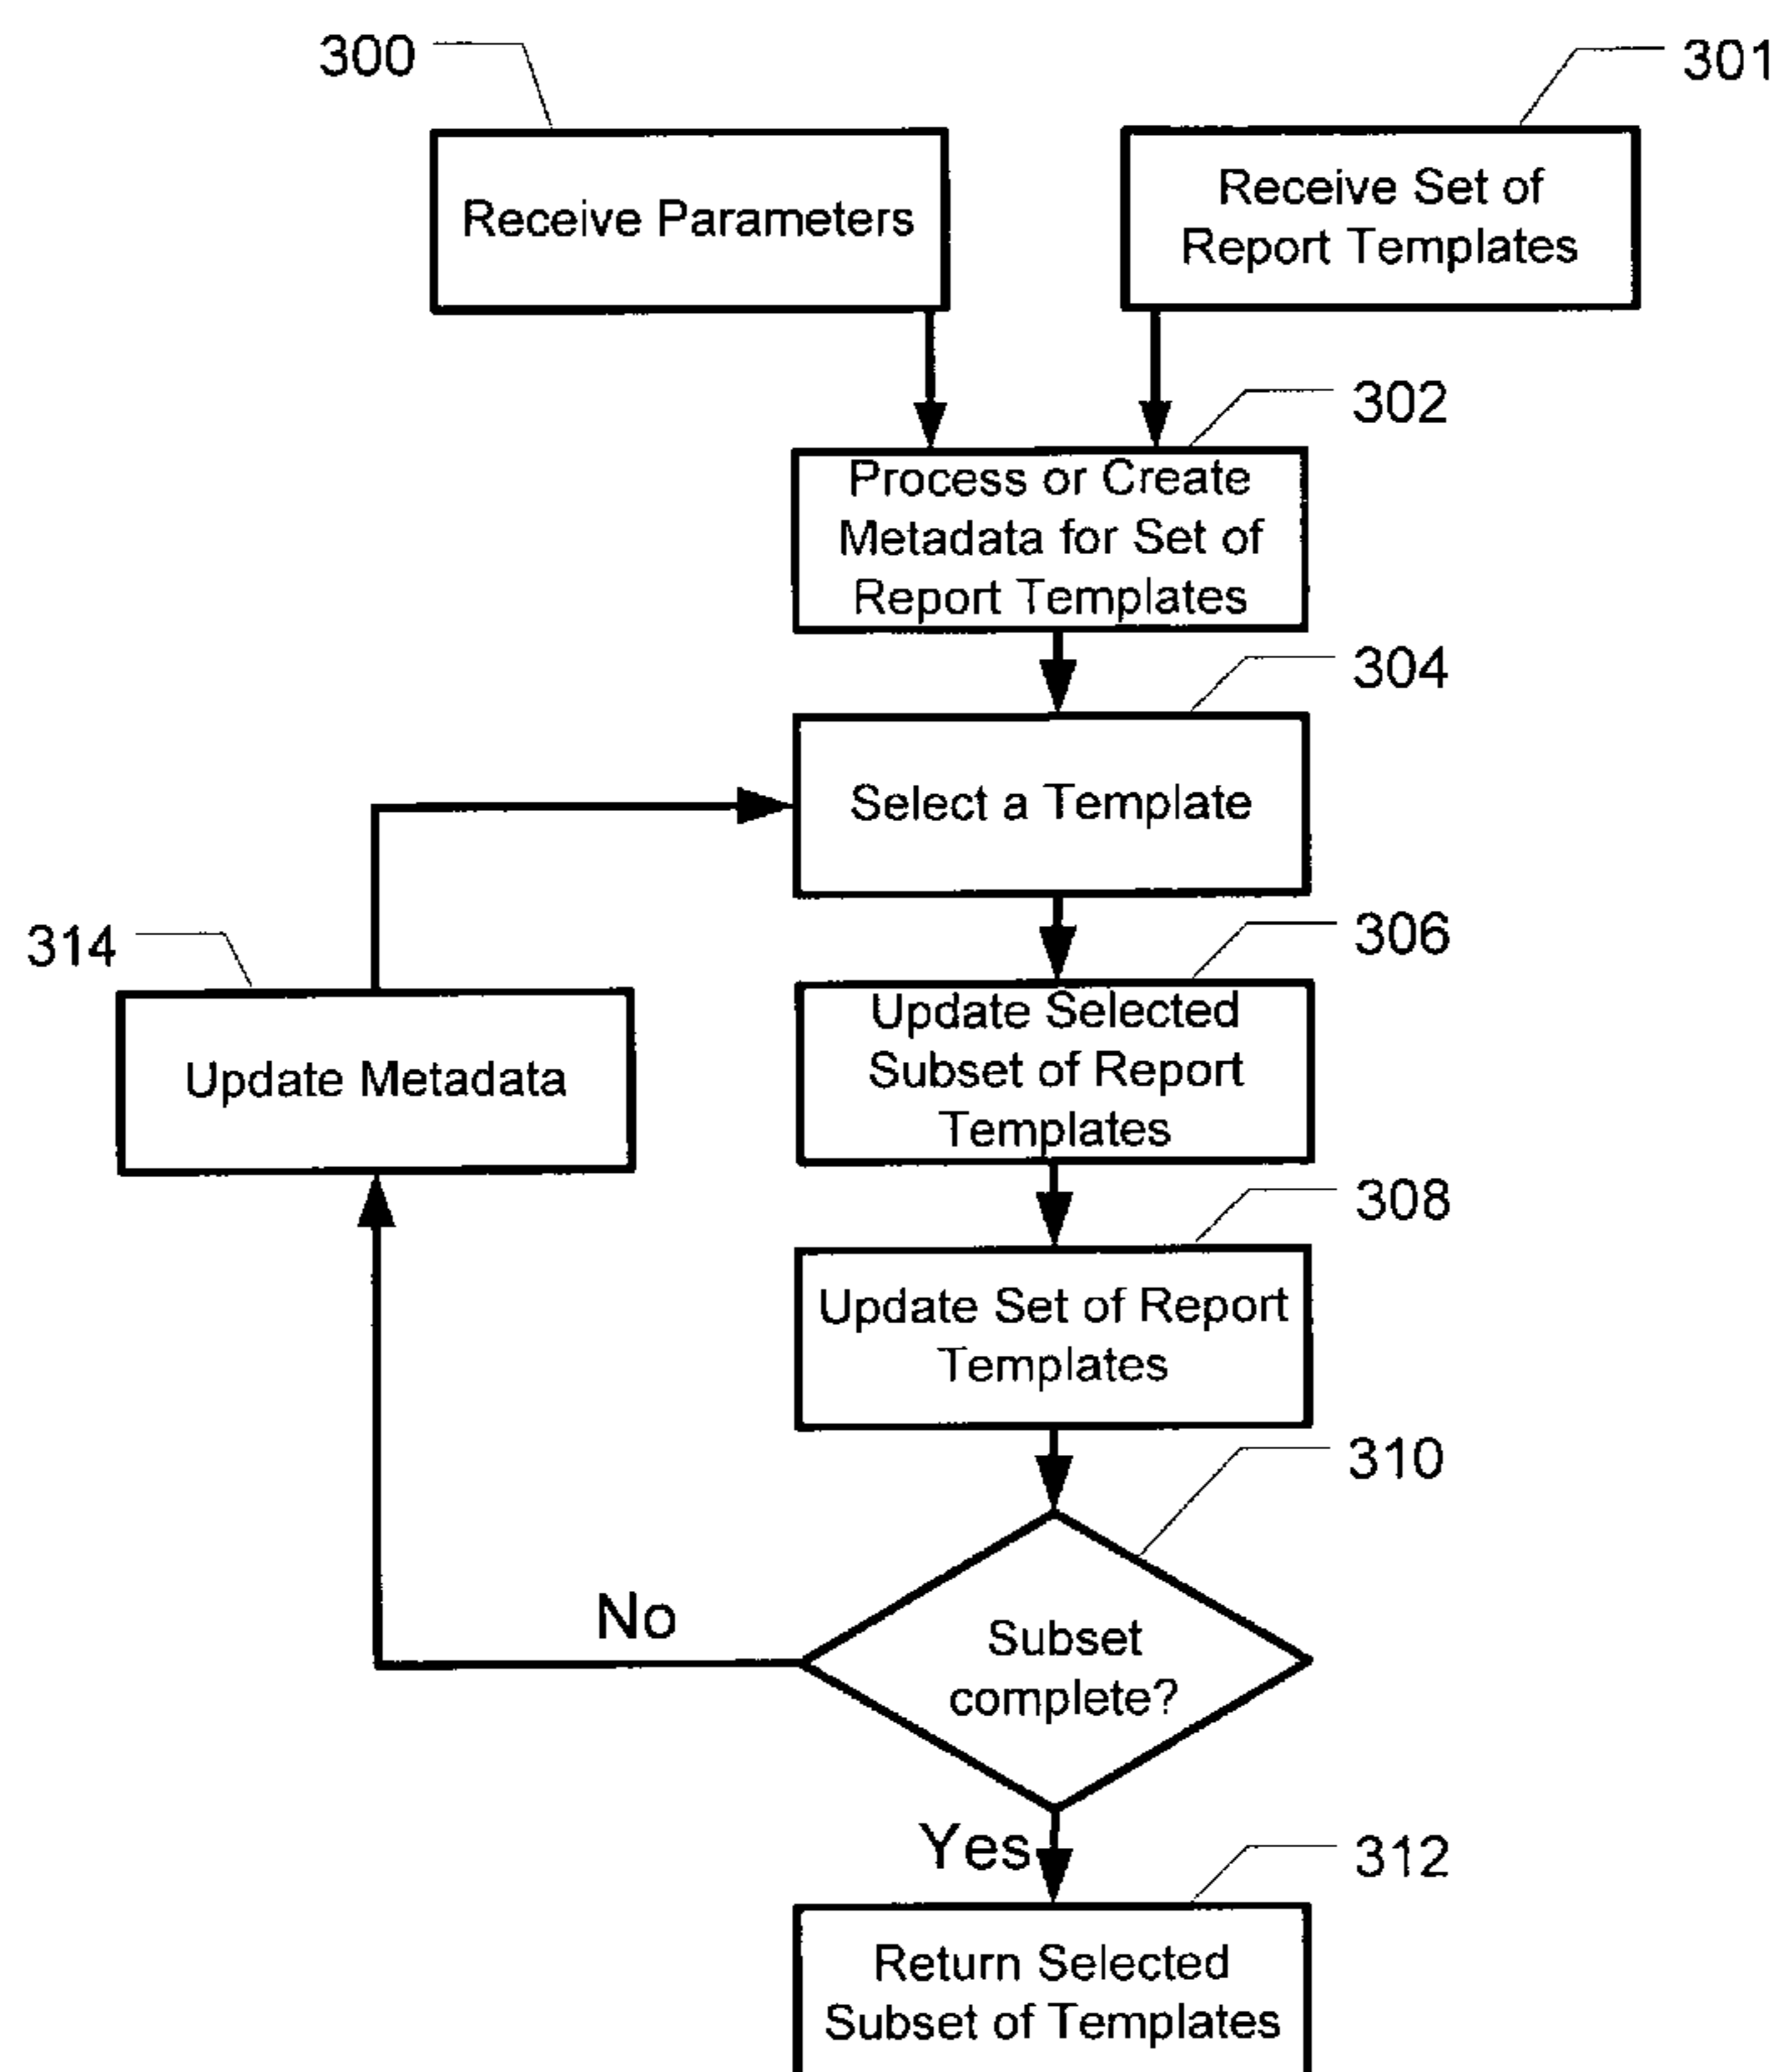 300
301
Receive Parameters
Receive Set of
Report Templates
302
Process or Create
Metadata for Set of
Report Templates
304
Select a Template
314
306
Update Metadata
Update Selected
Subset of Report
Templates
308
Update Set of Report
Templates
310
No
Subset
complete?
Yes
312
Return Selected
Subset of Templates